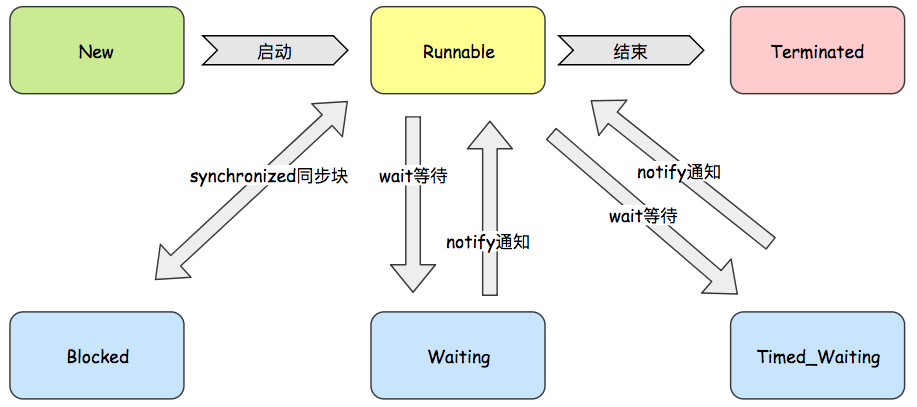 New
启动
Runnable
结束
Terminated
synchronized同步块
wait等待
notify通知
notify通知
wait等待
Blocked
Waiting
Timed_Waiting